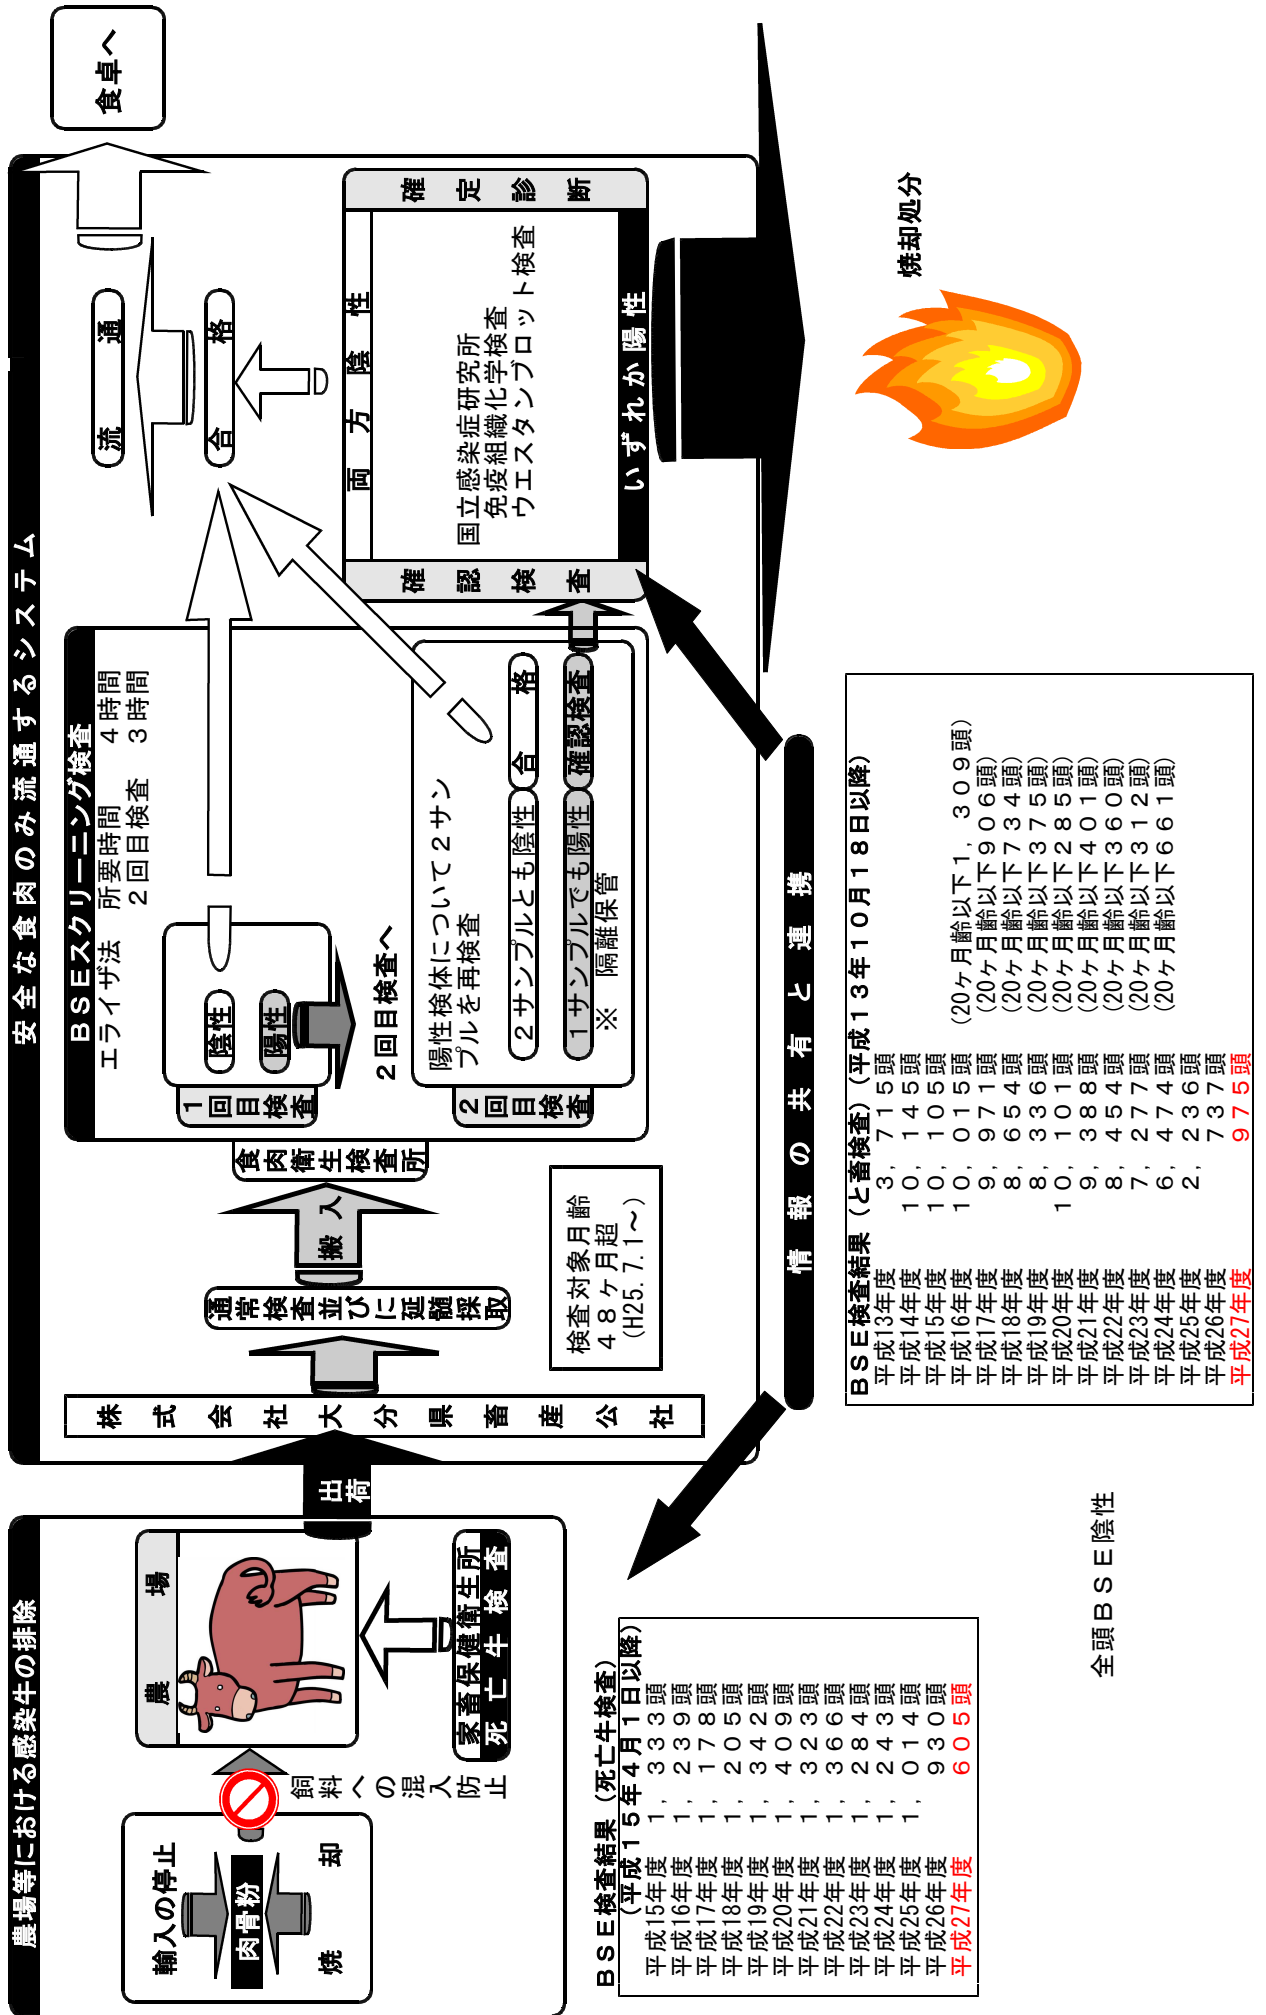 農場等における感染牛の排除
輸入の停止
肉骨粉
焼　却
飼料への混入防止
農　場
家畜保健衛生所
死亡牛検査
出荷
安全な食肉のみ流通するシステム
株式会社大分県畜産公社
通常検査並びに延髄採取
搬入
食肉衛生検査所
検査対象月齢
４８ヶ月超
(H25.7.1～)
ＢＳＥスクリーニング検査
エライザ法　所要時間　４時間
２回目検査　３時間
１回目検査
陰性
陽性
２回目検査へ
２回目検査
陽性検体について２サン
プルを再検査
２サンプルとも陰性　合　格
１サンプルでも陽性　確認検査
※　隔離保管
確認検査
両方陰性
国立感染症研究所
免疫組織化学検査
ウエスタンブロット検査
いずれか陽性
確定診断
合　格
流　通
食卓へ
焼却処分
情報の共有と連携
ＢＳＥ検査結果（死亡牛検査）
（平成１５年４月１日以降）
平成15年度　１，３３３頭
平成16年度　１，２３９頭
平成17年度　１，１７８頭
平成18年度　１，２０５頭
平成19年度　１，３４２頭
平成20年度　１，４０９頭
平成21年度　１，３２３頭
平成22年度　１，３６６頭
平成23年度　１，２８４頭
平成24年度　１，２４３頭
平成25年度　１，０１４頭
平成26年度　９３０頭
平成27年度　６０５頭
全頭ＢＳＥ陰性
ＢＳＥ検査結果（と畜検査）（平成１３年１０月１８日以降）
平成13年度　３，７１５頭
平成14年度　１０，１４５頭
平成15年度　１０，１０５頭
平成16年度　１０，０１５頭　（20ヶ月齢以下１，３０９頭）
平成17年度　９，９７１頭　（20ヶ月齢以下９０６頭）
平成18年度　８，６５４頭　（20ヶ月齢以下７３４頭）
平成19年度　８，３３６頭　（20ヶ月齢以下３７５頭）
平成20年度　１０，１０１頭　（20ヶ月齢以下２８５頭）
平成21年度　９，３８８頭　（20ヶ月齢以下４０１頭）
平成22年度　８，４５４頭　（20ヶ月齢以下３６０頭）
平成23年度　７，２７７頭　（20ヶ月齢以下３１２頭）
平成24年度　６，４７４頭　（20ヶ月齢以下６６１頭）
平成25年度　２，２３６頭
平成26年度　７３７頭
平成27年度　９７５頭